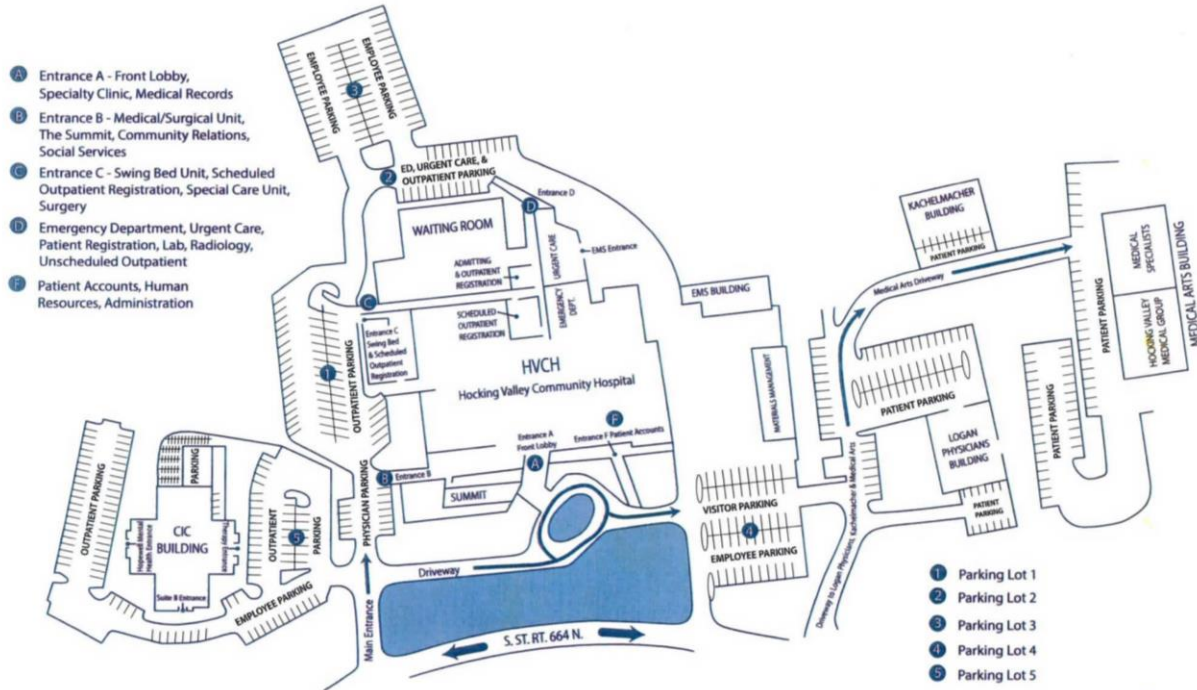 A Entrance A - Front Lobby,
Specialty Clinic, Medical Records
B Entrance B - Medical/Surgical Unit,
The Summit, Community Relations,
Social Services
C Entrance C - Swing Bed Unit, Scheduled
Outpatient Registration, Special Care Unit,
Surgery
D Emergency Department, Urgent Care,
Patient Registration, Lab, Radiology,
Unscheduled Outpatient
F Patient Accounts, Human
Resources, Administration
EMPLOYEE PARKING
EMPLOYEE PARKING
3
2
ED, URGENT CARE, &
OUTPATIENT PARKING
Entrance D
D
WAITING ROOM
URGENT CARE
EMS Entrance
ADMITTING
& OUTPATIENT
REGISTRATION
C
SCHEDULED
OUTPATIENT
REGISTRATION
EMERGENCY
DEPT.
EMS BUILDING
Entrance C
Swing Bed
& Scheduled
Outpatient
Registration
1
OUTPATIENT PARKING
HVCH
Hocking Valley Community Hospital
MATERIALS MANAGEMENT
F
Entrance A
Front Lobby
Entrance F Patient Accounts
A
B
Entrance B
SUMMIT
PHYSICIAN PARKING
VISITOR PARKING
4
EMPLOYEE PARKING
KACHELMACHER
BUILDING
PATIENT PARKING
Medical Arts Driveway
PATIENT PARKING
MEDICAL
SPECIALISTS
HOCKING VALLEY
MEDICAL GROUP
MEDICAL ARTS BUILDING
PATIENT PARKING
PATIENT PARKING
LOGAN
PHYSICIANS
BUILDING
PATIENT
PARKING
Driveway to Logan Physicians, Kachelmacher & Medical Arts
OUTPATIENT PARKING
PARKING
CIC
BUILDING
Hopewell Mental
Health Entrance
Therapy Entrance
Suite B Entrance
OUTPATIENT
5
PARKING
EMPLOYEE PARKING
Main Entrance
Driveway
S. ST. RT. 664 N.
1 Parking Lot 1
2 Parking Lot 2
3 Parking Lot 3
4 Parking Lot 4
5 Parking Lot 5